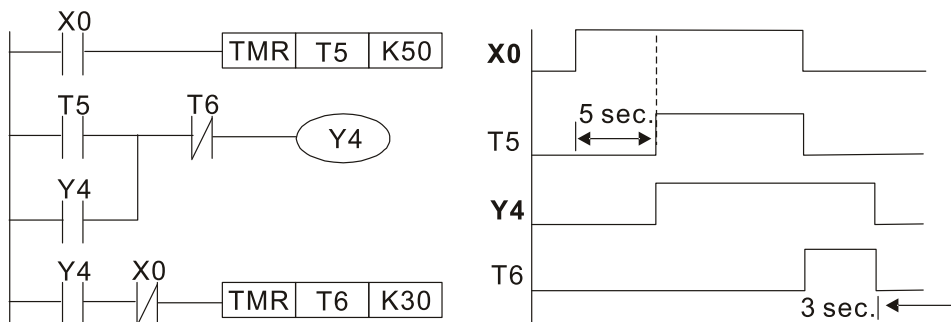 X0
TMR T5 K50
T5
T6
Y4
Y4
Y4
X0
TMR T6 K30
X0
5 sec.
T5
Y4
T6
3 sec.